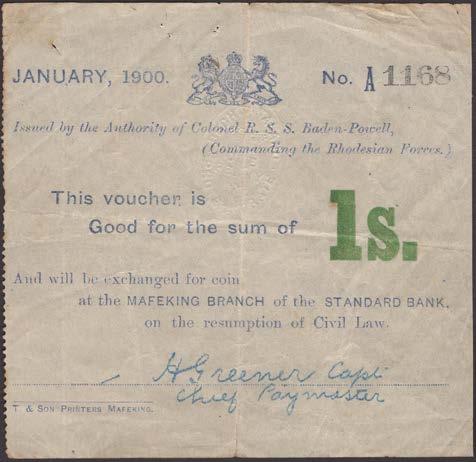 JANUARY, 1900. No. A 1168
Issued by the Authority of Colonel R. S. S. Baden-Powell,
(Commanding the Rhodesian Forces.)
This voucher is
Good for the sum of 1s.
And will be exchanged for coin
at the MAFEKING BRANCH of the STANDARD BANK,
on the resumption of Civil Law.
H Greener Capt.
Chief Paymaster
T & SON PRINTERS MAFEKING.